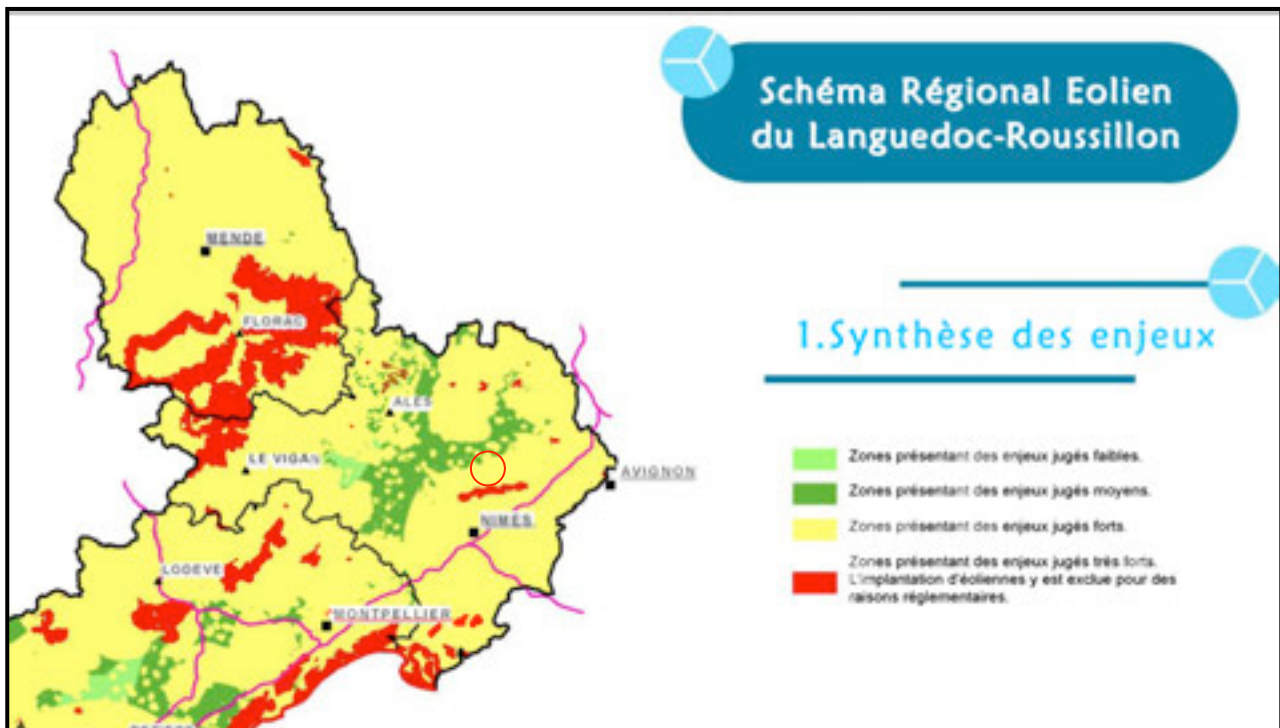 Schéma Régional Eolien
du Languedoc-Roussillon
MENDE
1.Synthèse des enjeux
FLORAC
ALES
LE VIGAN
AVIGNON
NIMES
LODEVE
MONTPELLIER
Zones présentant des enjeux jugés faibles.
Zones présentant des enjeux jugés moyens.
Zones présentant des enjeux jugés forts.
Zones présentant des enjeux jugés très forts.
L'implantation d'éoliennes y est exclue pour des
raisons réglementaires.